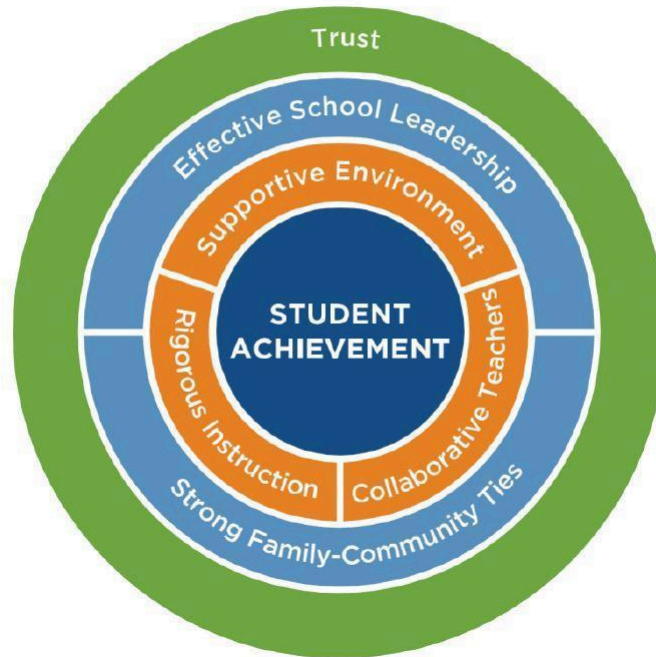 Trust
Effective School Leadership
Supportive Environment
STUDENT
ACHIEVEMENT
Rigorous Instruction
Collaborative Teachers
Strong Family-Community Ties